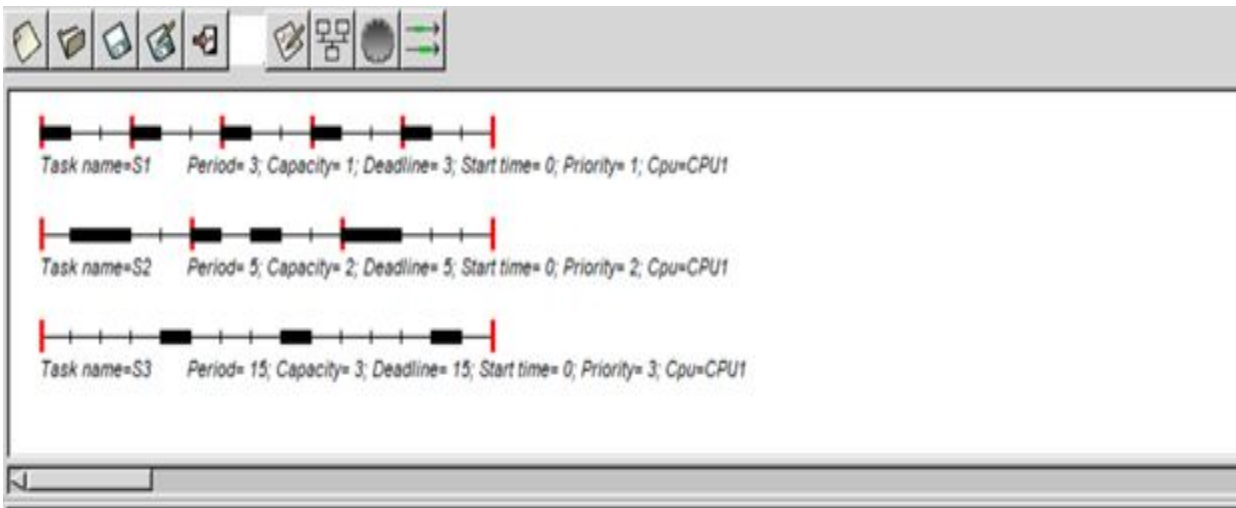 Task name=S1 Period= 3; Capacity= 1; Deadline= 3; Start time= 0; Priority= 1; Cpu=CPU1
Task name=S2 Period= 5; Capacity= 2; Deadline= 5; Start time= 0; Priority= 2; Cpu=CPU1
Task name=S3 Period= 15; Capacity= 3; Deadline= 15; Start time= 0; Priority= 3; Cpu=CPU1